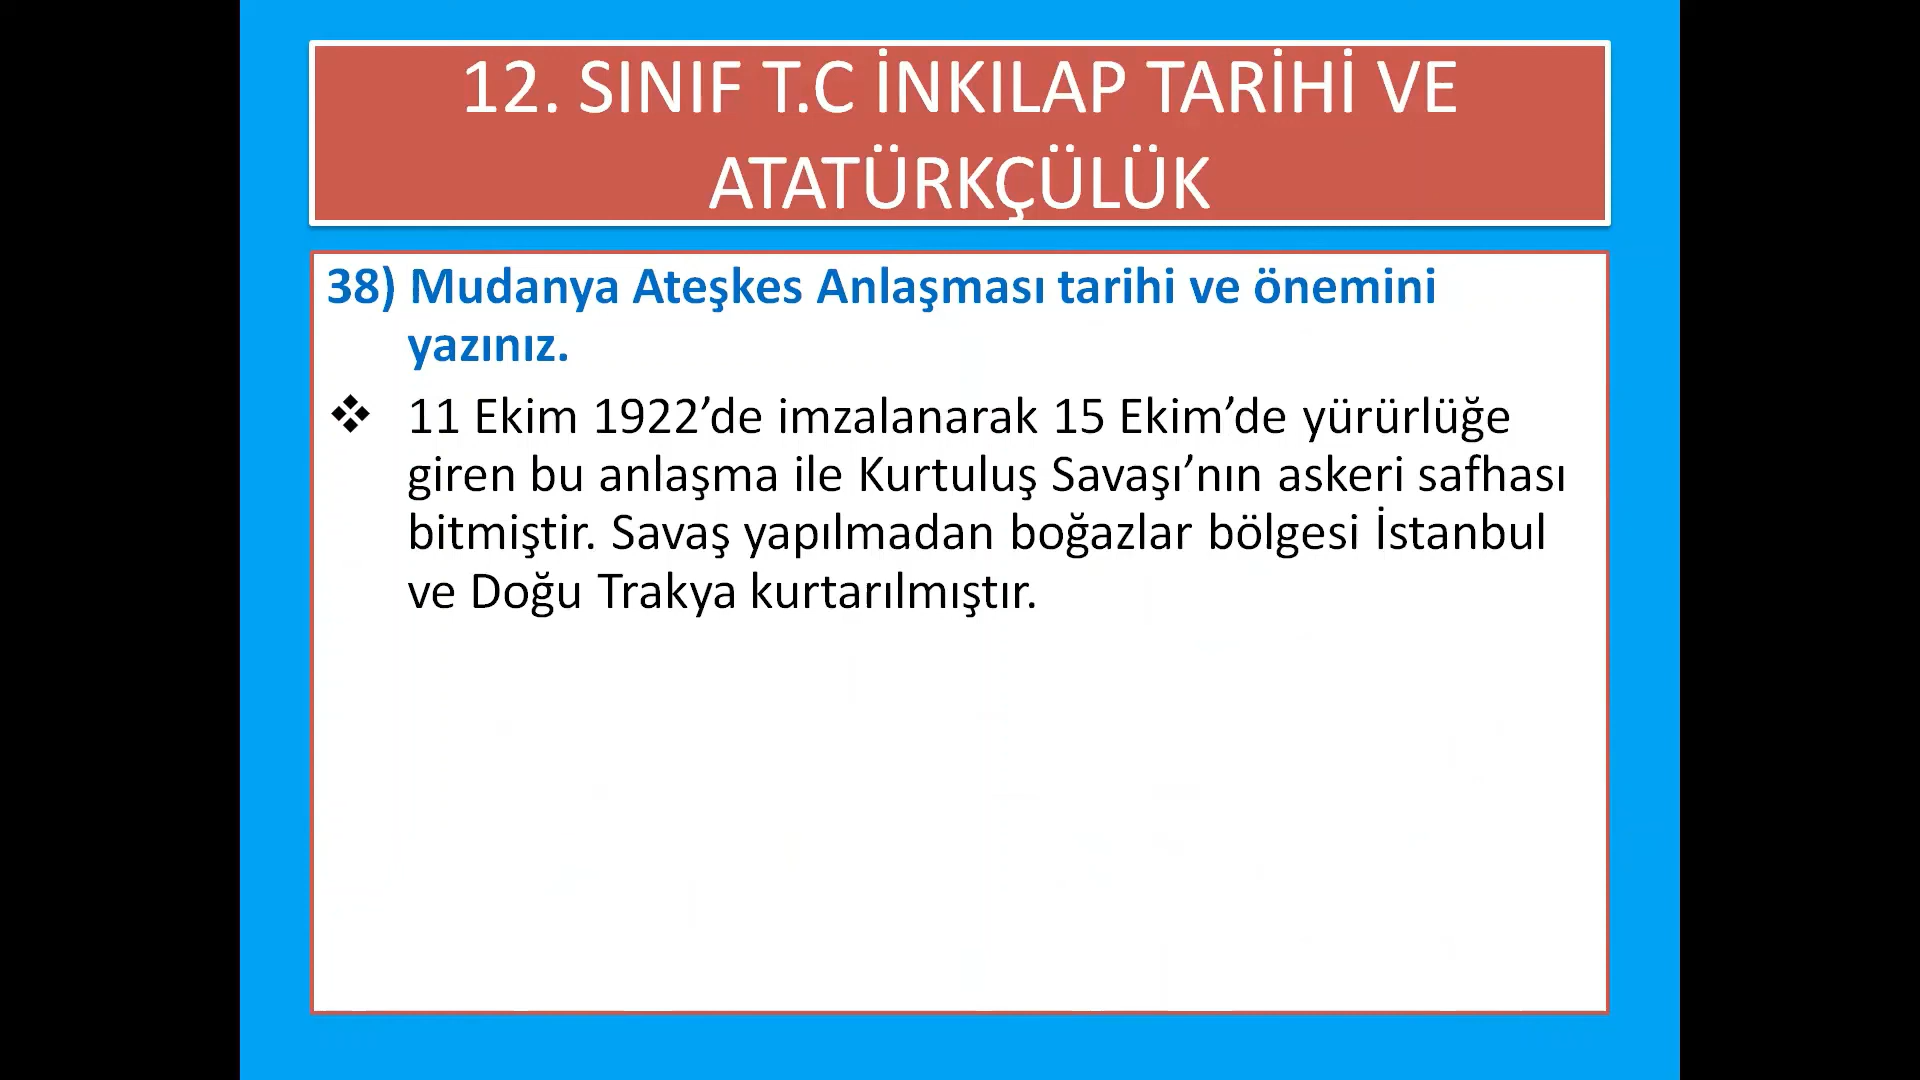 12. SINIF T.C İNKILAP TARİHİ VE
ATATÜRKÇÜLÜK
38) Mudanya Ateşkes Anlaşması tarihi ve önemini
yazınız.
❖ 11 Ekim 1922’de imzalanarak 15 Ekim’de yürürlüğe
giren bu anlaşma ile Kurtuluş Savaşı’nın askeri safhası
bitmiştir. Savaş yapılmadan boğazlar bölgesi İstanbul
ve Doğu Trakya kurtarılmıştır.